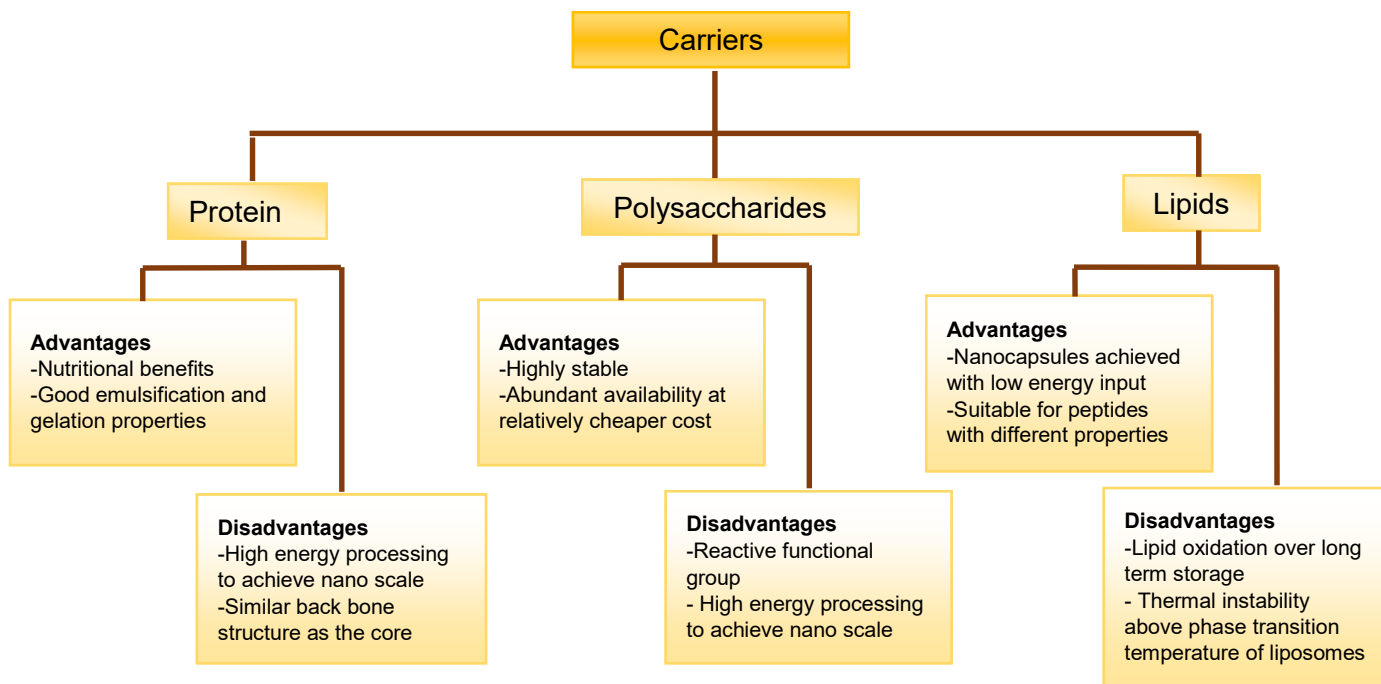 Carriers
Protein
Polysaccharides
Lipids
Advantages
-Nutritional benefits
-Good emulsification and
gelation properties
Advantages
-Highly stable
-Abundant availability at
relatively cheaper cost
Advantages
-Nanocapsules achieved
with low energy input
-Suitable for peptides
with different properties
Disadvantages
-High energy processing
to achieve nano scale
-Similar back bone
structure as the core
Disadvantages
-Reactive functional
group
- High energy processing
to achieve nano scale
Disadvantages
-Lipid oxidation over long
term storage
- Thermal instability
above phase transition
temperature of liposomes